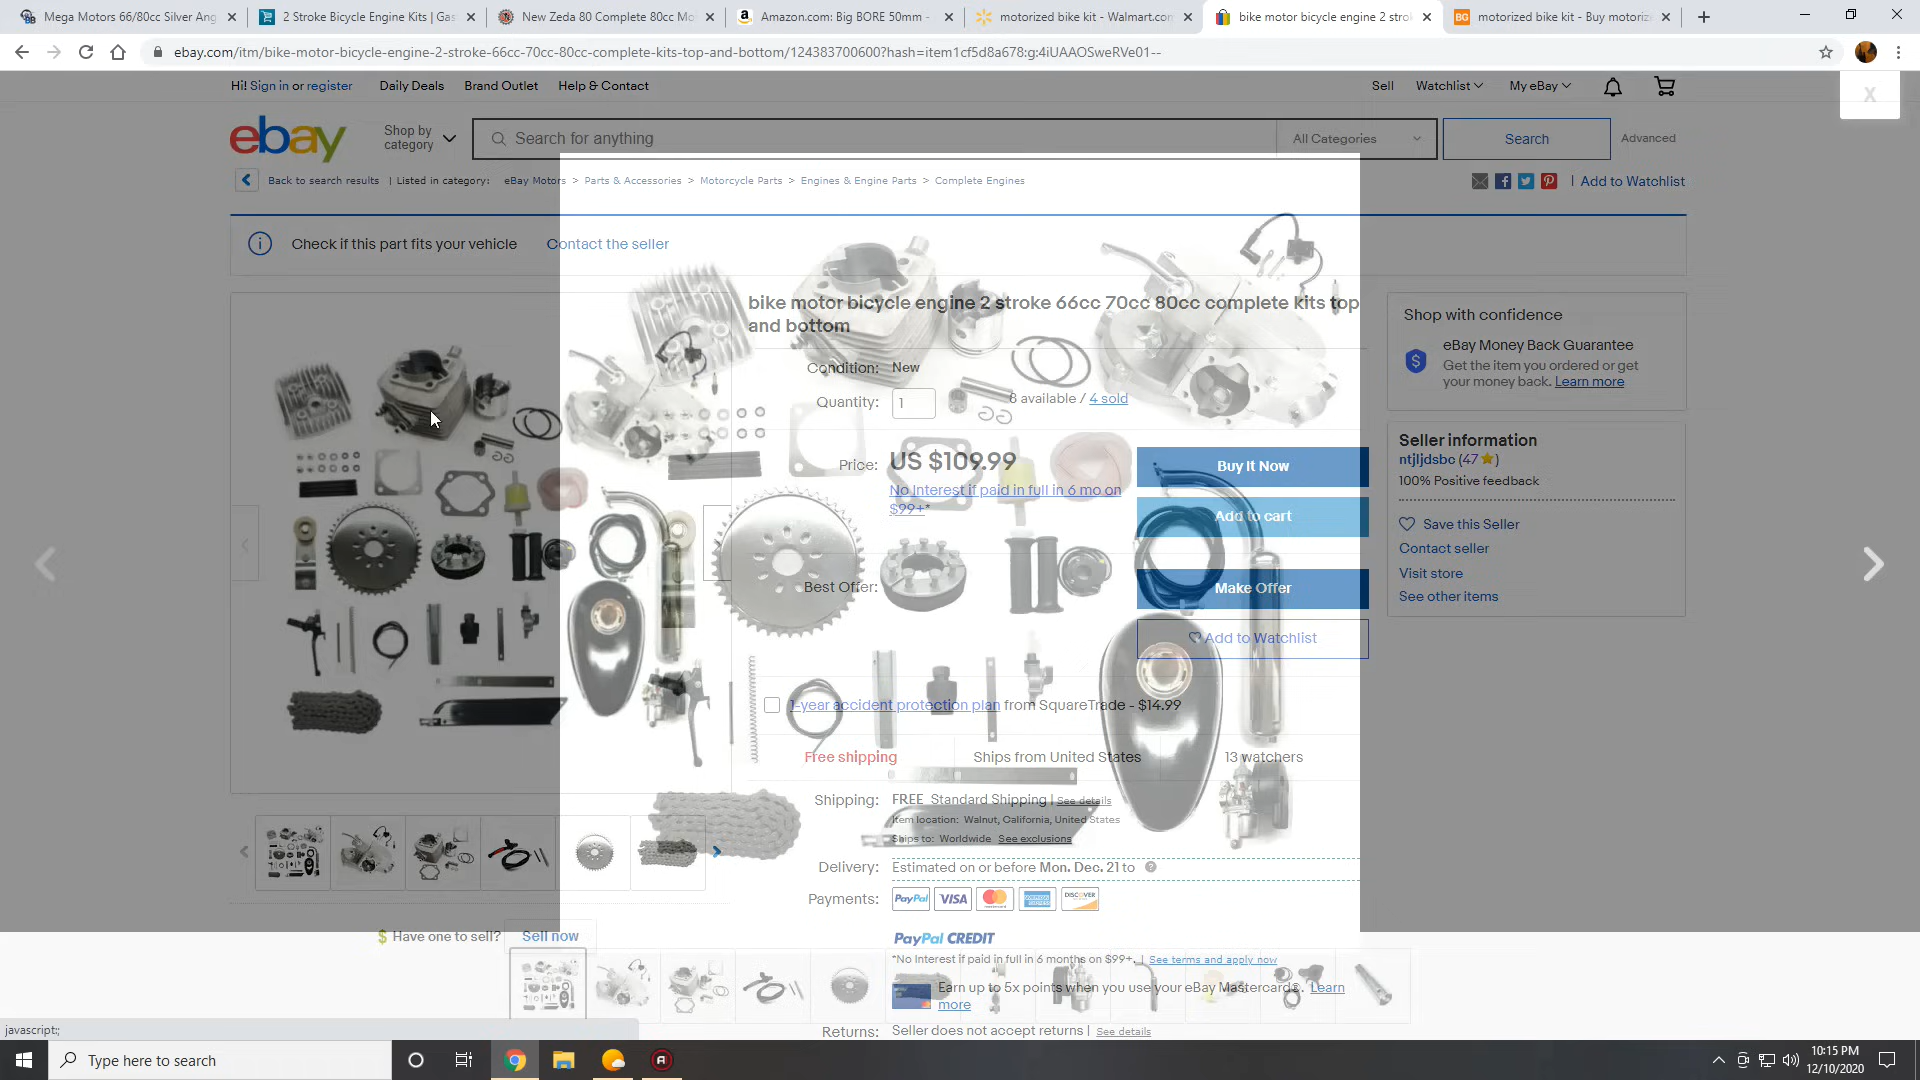 Mega Motors 66/80cc Silver Ang
2 Stroke Bicycle Engine Kits | Gas
New Zeda 80 Complete 80cc Mo
Amazon.com: Big BORE 50mm -
motorized bike kit - Walmart.com
bike motor bicycle engine 2 strok
motorized bike kit - Buy motoriz
ebay.com/itm/bike-motor-bicycle-engine-2-stroke-66cc-70cc-80cc-complete-kits-top-and-bottom/124383700600?hash=item1cf5d8a678:g:4iUAAOSweRVe01--
Hi! Sign in or register
Daily Deals
Brand Outlet
Help & Contact
Sell
Watchlist
My eBay
X
ebay
Shop by category
Search for anything
All Categories
Search
Advanced
Back to search results | Listed in category: eBay Motors > Parts & Accessories > Motorcycle Parts > Engines & Engine Parts > Complete Engines
| Add to Watchlist
Check if this part fits your vehicle
Contact the seller
bike motor bicycle engine 2 stroke 66cc 70cc 80cc complete kits top
and bottom
Condition: New
Quantity: 1
8 available / 4 sold
Price: US $109.99
No Interest if paid in full in 6 mo on
$99+*
Buy It Now
Add to cart
Best Offer:
Make Offer
Add to Watchlist
1-year accident protection plan from SquareTrade - $14.99
Free shipping
Ships from United States
13 watchers
Shipping: FREE Standard Shipping | See details
Item location: Walnut, California, United States
Ships to: Worldwide See exclusions
Delivery: Estimated on or before Mon. Dec. 21 to
Payments: PayPal VISA MasterCard AMERICAN EXPRESS DISCOVER
PayPal CREDIT
*No Interest if paid in full in 6 months on $99+. | See terms and apply now
Earn up to 5x points when you use your eBay Mastercard®. Learn
more
Returns: Seller does not accept returns | See details
Shop with confidence
eBay Money Back Guarantee
Get the item you ordered or get
your money back. Learn more
Seller information
ntjljdsbc (47)
100% Positive feedback
Save this Seller
Contact seller
Visit store
See other items
Have one to sell? Sell now
javascript:;
Type here to search
10:15 PM
12/10/2020